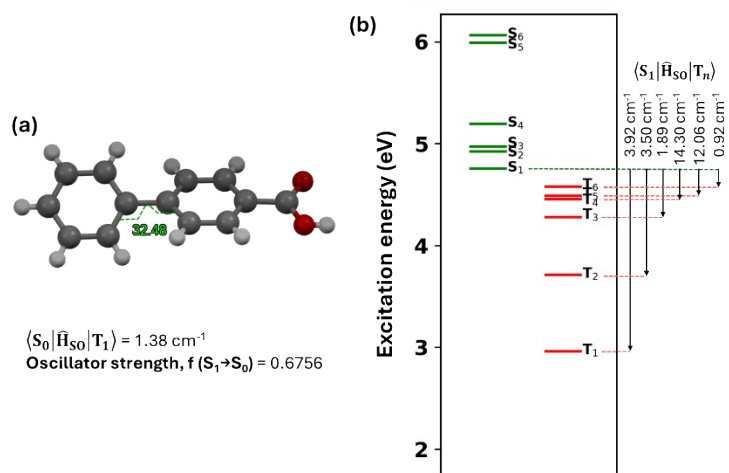 (a)
32.48
⟨S₀|Ĥ_SO|T₁⟩ = 1.38 cm⁻¹
Oscillator strength, f (S₁→S₀) = 0.6756
(b)
Excitation energy (eV)
6
5
4
3
2
S₆
S₅
S₄
S₃
S₂
S₁
T₆
T₅
T₄
T₃
T₂
T₁
⟨S₁|Ĥ_SO|Tₙ⟩
3.92 cm⁻¹
3.50 cm⁻¹
1.89 cm⁻¹
14.30 cm⁻¹
12.06 cm⁻¹
0.92 cm⁻¹